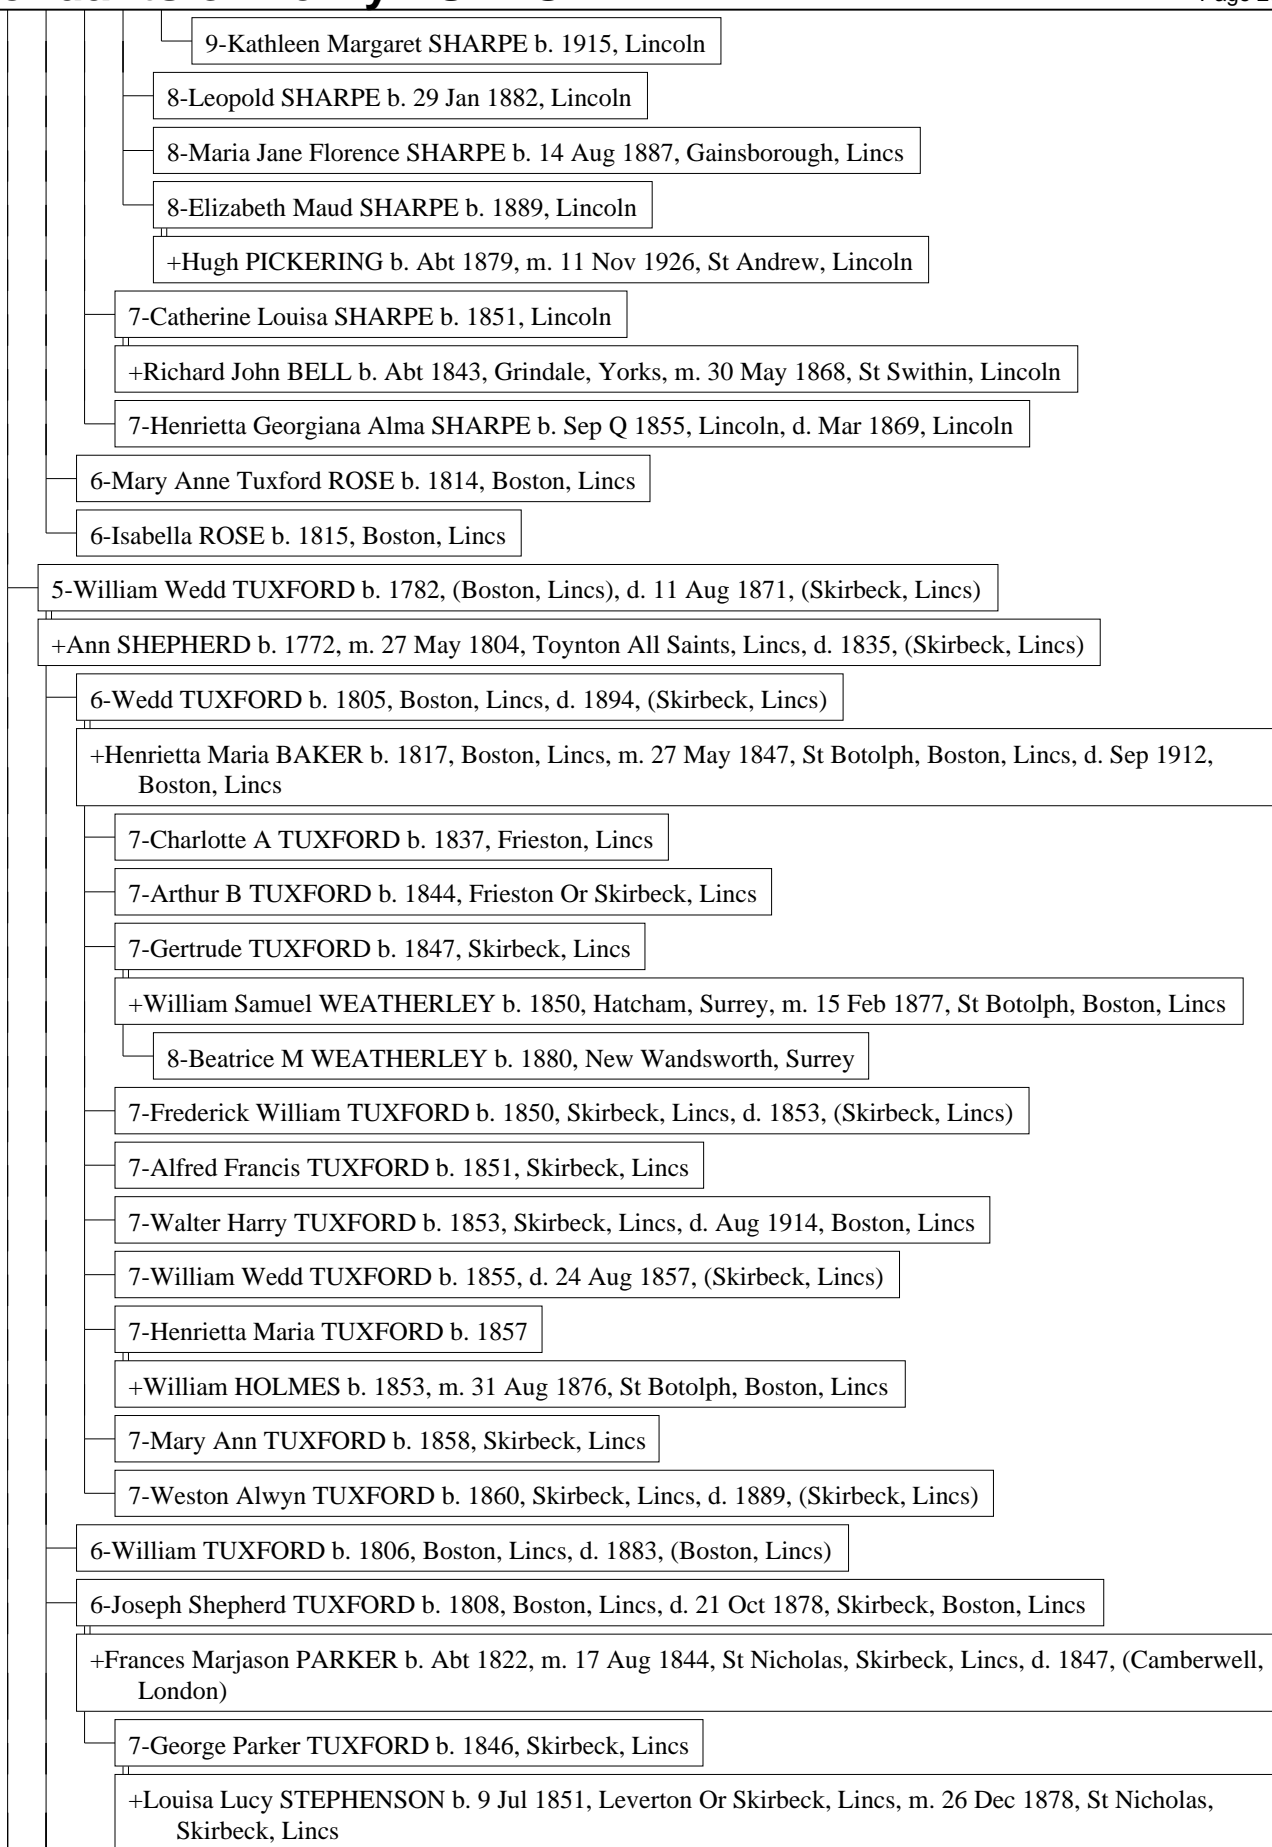 9-Kathleen Margaret SHARPE b. 1915, Lincoln
8-Leopold SHARPE b. 29 Jan 1882, Lincoln
8-Maria Jane Florence SHARPE b. 14 Aug 1887, Gainsborough, Lincs
8-Elizabeth Maud SHARPE b. 1889, Lincoln
+Hugh PICKERING b. Abt 1879, m. 11 Nov 1926, St Andrew, Lincoln
7-Catherine Louisa SHARPE b. 1851, Lincoln
+Richard John BELL b. Abt 1843, Grindale, Yorks, m. 30 May 1868, St Swithin, Lincoln
7-Henrietta Georgiana Alma SHARPE b. Sep Q 1855, Lincoln, d. Mar 1869, Lincoln
6-Mary Anne Tuxford ROSE b. 1814, Boston, Lincs
6-Isabella ROSE b. 1815, Boston, Lincs
5-William Wedd TUXFORD b. 1782, (Boston, Lincs), d. 11 Aug 1871, (Skirbeck, Lincs)
+Ann SHEPHERD b. 1772, m. 27 May 1804, Toynton All Saints, Lincs, d. 1835, (Skirbeck, Lincs)
6-Wedd TUXFORD b. 1805, Boston, Lincs, d. 1894, (Skirbeck, Lincs)
+Henrietta Maria BAKER b. 1817, Boston, Lincs, m. 27 May 1847, St Botolph, Boston, Lincs, d. Sep 1912,
Boston, Lincs
7-Charlotte A TUXFORD b. 1837, Frieston, Lincs
7-Arthur B TUXFORD b. 1844, Frieston Or Skirbeck, Lincs
7-Gertrude TUXFORD b. 1847, Skirbeck, Lincs
+William Samuel WEATHERLEY b. 1850, Hatcham, Surrey, m. 15 Feb 1877, St Botolph, Boston, Lincs
8-Beatrice M WEATHERLEY b. 1880, New Wandsworth, Surrey
7-Frederick William TUXFORD b. 1850, Skirbeck, Lincs, d. 1853, (Skirbeck, Lincs)
7-Alfred Francis TUXFORD b. 1851, Skirbeck, Lincs
7-Walter Harry TUXFORD b. 1853, Skirbeck, Lincs, d. Aug 1914, Boston, Lincs
7-William Wedd TUXFORD b. 1855, d. 24 Aug 1857, (Skirbeck, Lincs)
7-Henrietta Maria TUXFORD b. 1857
+William HOLMES b. 1853, m. 31 Aug 1876, St Botolph, Boston, Lincs
7-Mary Ann TUXFORD b. 1858, Skirbeck, Lincs
7-Weston Alwyn TUXFORD b. 1860, Skirbeck, Lincs, d. 1889, (Skirbeck, Lincs)
6-William TUXFORD b. 1806, Boston, Lincs, d. 1883, (Boston, Lincs)
6-Joseph Shepherd TUXFORD b. 1808, Boston, Lincs, d. 21 Oct 1878, Skirbeck, Boston, Lincs
+Frances Marjason PARKER b. Abt 1822, m. 17 Aug 1844, St Nicholas, Skirbeck, Lincs, d. 1847, (Camberwell,
London)
7-George Parker TUXFORD b. 1846, Skirbeck, Lincs
+Louisa Lucy STEPHENSON b. 9 Jul 1851, Leverton Or Skirbeck, Lincs, m. 26 Dec 1878, St Nicholas,
Skirbeck, Lincs